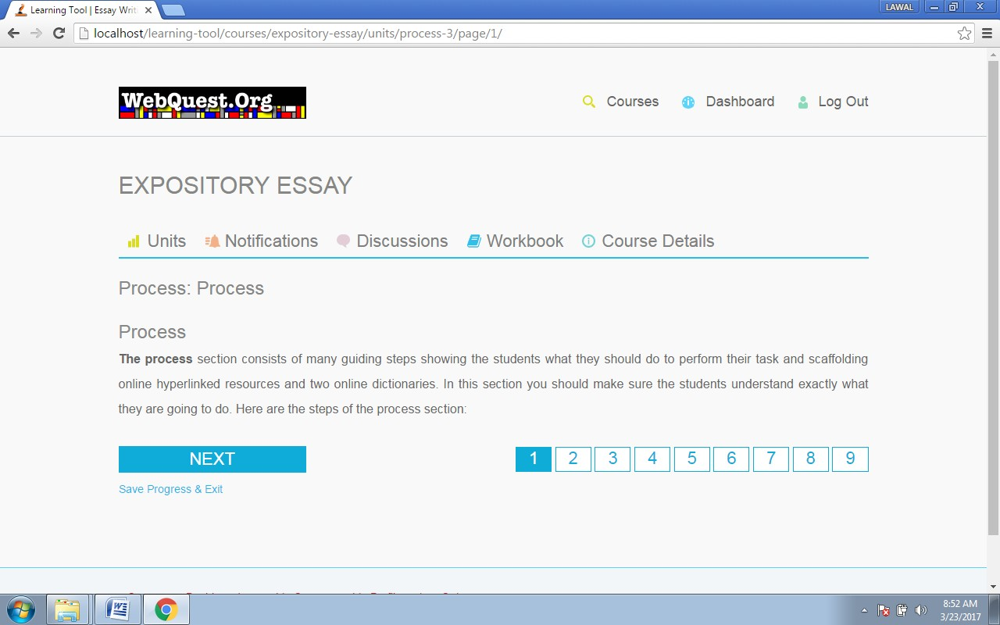 Learning Tool | Essay Writ
LAWAL
localhost/learning-tool/courses/expository-essay/units/process-3/page/1/
WebQuest.Org
Courses
Dashboard
Log Out
EXPOSITORY ESSAY
Units
Notifications
Discussions
Workbook
Course Details
Process: Process
Process
The process section consists of many guiding steps showing the students what they should do to perform their task and scaffolding
online hyperlinked resources and two online dictionaries. In this section you should make sure the students understand exactly what
they are going to do. Here are the steps of the process section:
NEXT
1 2 3 4 5 6 7 8 9
Save Progress & Exit
8:52 AM
3/23/2017